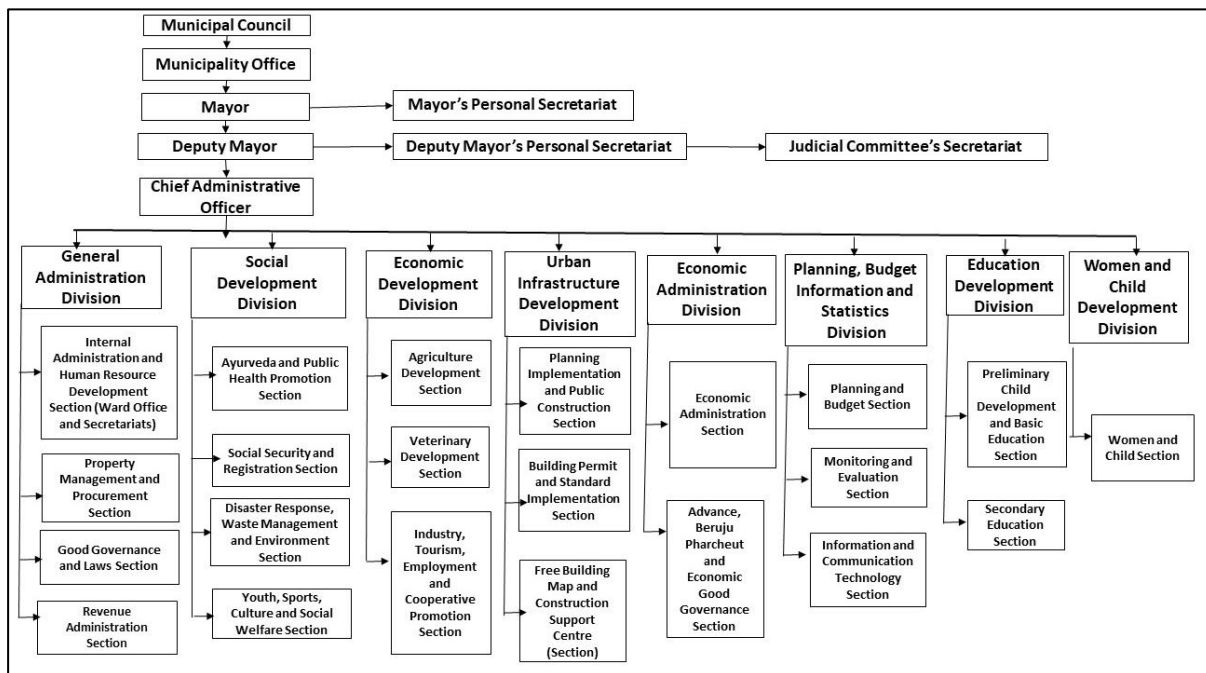 Municipal Council
Municipality Office
Mayor
Mayor's Personal Secretariat
Deputy Mayor
Deputy Mayor's Personal Secretariat
Judicial Committee's Secretariat
Chief Administrative
Officer
General
Administration
Division
Social
Development
Division
Economic
Development
Division
Urban
Infrastructure
Development
Division
Economic
Administration
Division
Planning, Budget
Information and
Statistics
Division
Education
Development
Division
Women and
Child
Development
Division
Internal
Administration and
Human Resource
Development
Section (Ward Office
and Secretariats)
Property
Management and
Procurement
Section
Good Governance
and Laws Section
Revenue
Administration
Section
Ayurveda and Public
Health Promotion
Section
Social Security and
Registration Section
Disaster Response,
Waste Management
and Environment
Section
Youth, Sports,
Culture and Social
Welfare Section
Agriculture
Development
Section
Veterinary
Development
Section
Industry,
Tourism,
Employment
and
Cooperative
Promotion
Section
Planning
Implementation
and Public
Construction
Section
Building Permit
and Standard
Implementation
Section
Free Building
Map and
Construction
Support
Centre
(Section)
Economic
Administration
Section
Advance,
Beruju
Pharcheut
and
Economic
Good
Governance
Section
Planning and
Budget Section
Monitoring and
Evaluation
Section
Information and
Communication
Technology
Section
Preliminary
Child
Development
and Basic
Education
Section
Secondary
Education
Section
Women and
Child Section